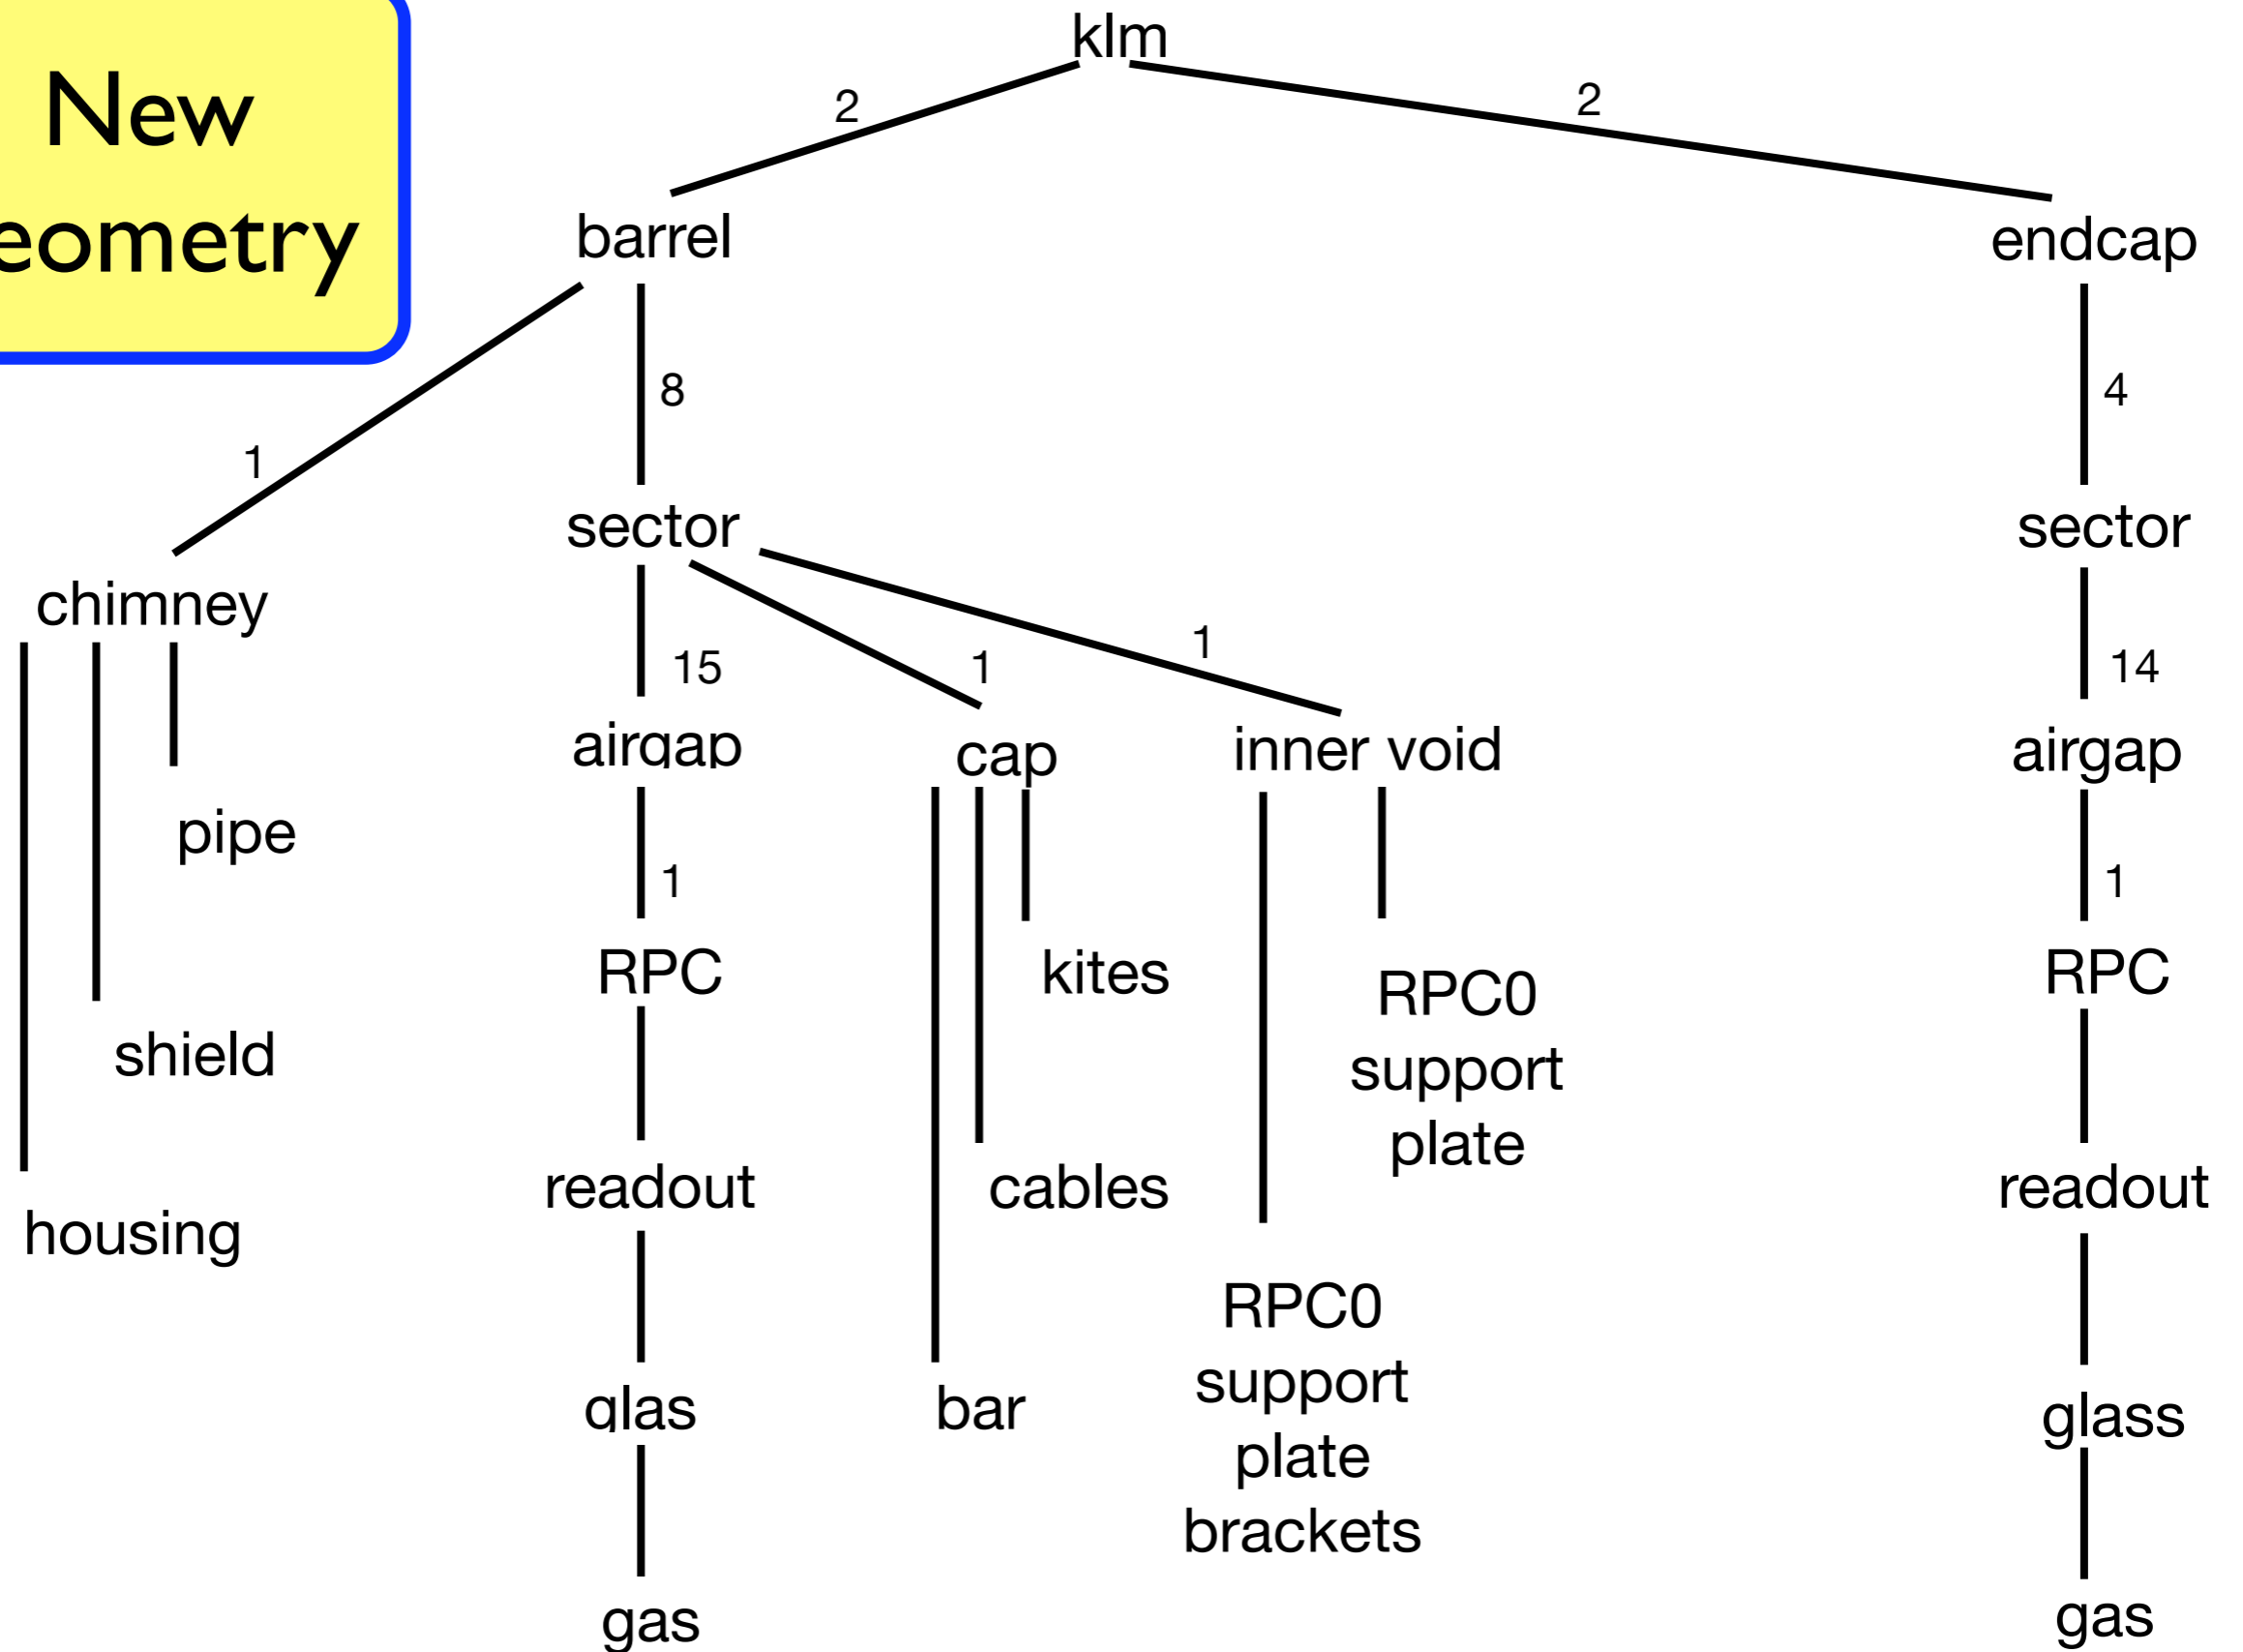 New
eometry
klm
2
2
barrel
endcap
1
8
4
sector
sector
chimney
15
1
1
14
airgap
cap
inner void
airgap
pipe
1
1
RPC
kites
RPC0
support
plate
RPC
shield
readout
cables
readout
housing
RPC0
support
plate
brackets
glas
bar
glass
gas
gas